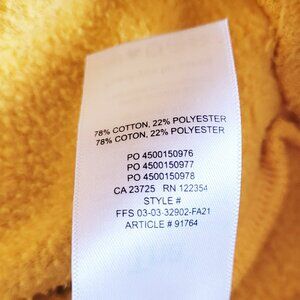 78% COTTON, 22% POLYESTER
78% COTON, 22% POLYESTER
PO 4500150976
PO 4500150977
PO 4500150978
CA 23725 RN 122354
STYLE #
FFS 03-03-32902-FA21
ARTICLE # 91764